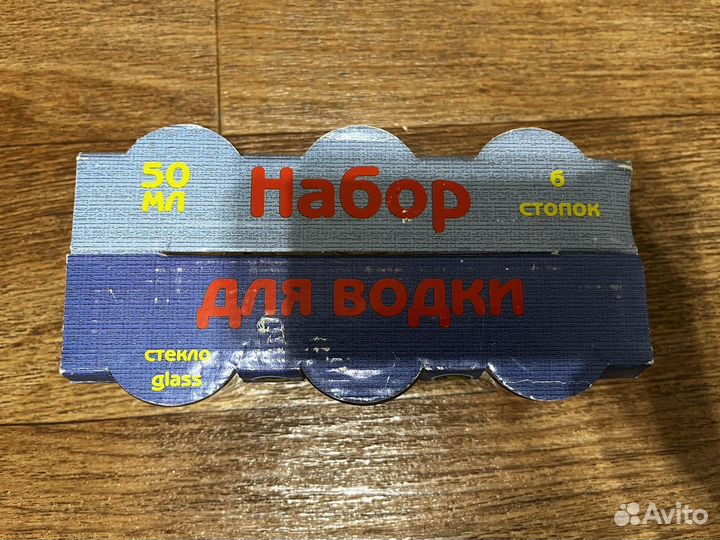 50
мл
Набор
6
стопок
для водки
стекло
glass
Avito